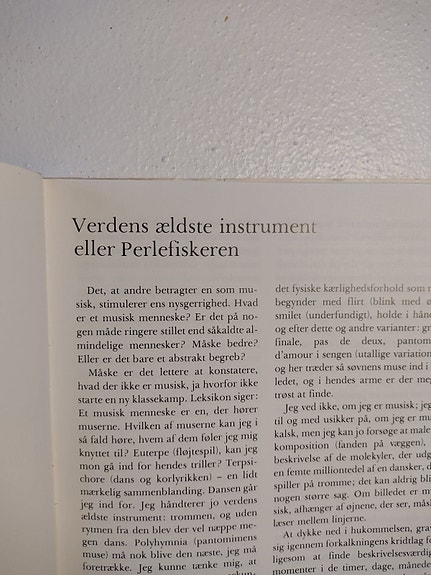 Verdens ældste instrument
eller Perlefiskeren
Det, at andre betragter en som mu-
sisk, stimulerer ens nysgerrighed. Hvad
er et musisk menneske? Er det på no-
gen måde ringere stillet end såkaldte al-
mindelige mennesker? Måske bedre?
Eller er det bare et abstrakt begreb?
Måske er det lettere at konstatere,
hvad der ikke er musisk, ja hvorfor ikke
starte en ny klassekamp. Leksikon siger:
Et musisk menneske er en, der hører
muserne. Hvilken af muserne kan jeg i
så fald høre, hvem af dem føler jeg mig
knyttet til? Euterpe (fløjtespil), kan jeg
mon gå ind for hendes triller? Terpsi-
chore (dans og korlyrikken) – en lidt
mærkelig sammenblanding. Dansen går
jeg ind for. Jeg håndterer jo verdens
ældste instrument: trommen, og uden
rytmen fra den blev der vel næppe me-
gen dans. Polyhymnia (pantomimens
muse) må nok blive den næste, jeg må
foretrække. Jeg kunne tænke mig, at
det fysiske kærlighedsforhold som
begynder med flirt (blink med
smilet (underfundigt), holde i
og efter dette og andre varianter:
finale, pas de deux,
d'amour i sengen (utallige
og her træder så søvnens muse ind i
ledet, og i hendes arme er der
trøst at finde.
Jeg ved ikke, om jeg er musisk;
til og med usikker på, om jeg er
kalsk, men jeg kan jo forsøge at male
komposition (fanden på væggen),
beskrivelse af de molekyler, der
en femte milliontedel af en dansker,
spiller på tromme; det kan aldrig
nogen større sag. Om billedet er
sisk, afhænger af øjnene, der ser,
læser mellem linjerne.
At dykke ned i hukommelsen,
sig igennem forkalkningens kridtlag
ligesom at finde
momenter i de timer, dage,